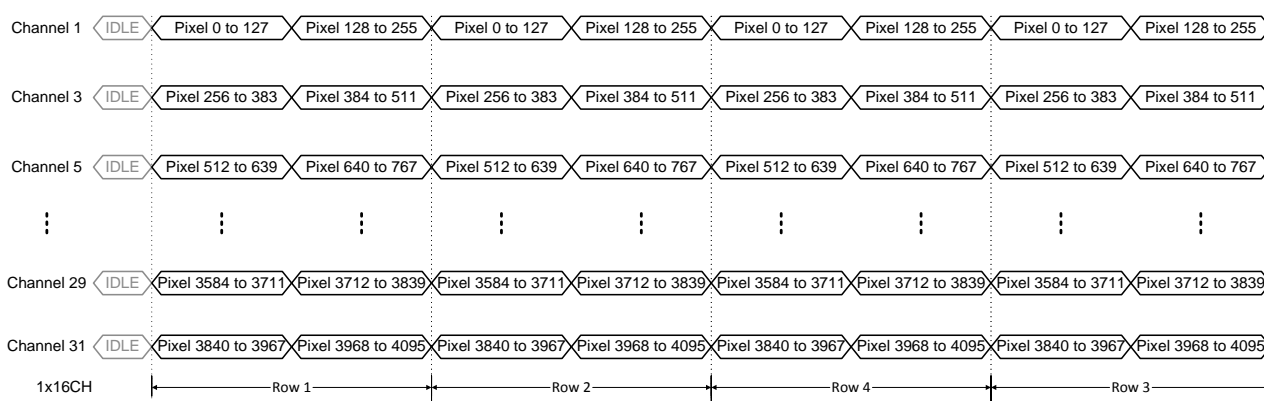 Channel 1 IDLE Pixel 0 to 127 Pixel 128 to 255 Pixel 0 to 127 Pixel 128 to 255 Pixel 0 to 127 Pixel 128 to 255 Pixel 0 to 127 Pixel 128 to 255
Channel 3 IDLE Pixel 256 to 383 Pixel 384 to 511 Pixel 256 to 383 Pixel 384 to 511 Pixel 256 to 383 Pixel 384 to 511 Pixel 256 to 383 Pixel 384 to 511
Channel 5 IDLE Pixel 512 to 639 Pixel 640 to 767 Pixel 512 to 639 Pixel 640 to 767 Pixel 512 to 639 Pixel 640 to 767 Pixel 512 to 639 Pixel 640 to 767
Channel 29 IDLE Pixel 3584 to 3711 Pixel 3712 to 3839 Pixel 3584 to 3711 Pixel 3712 to 3839 Pixel 3584 to 3711 Pixel 3712 to 3839 Pixel 3584 to 3711 Pixel 3712 to 3839
Channel 31 IDLE Pixel 3840 to 3967 Pixel 3968 to 4095 Pixel 3840 to 3967 Pixel 3968 to 4095 Pixel 3840 to 3967 Pixel 3968 to 4095 Pixel 3840 to 3967 Pixel 3968 to 4095
1x16CH Row 1 Row 2 Row 4 Row 3